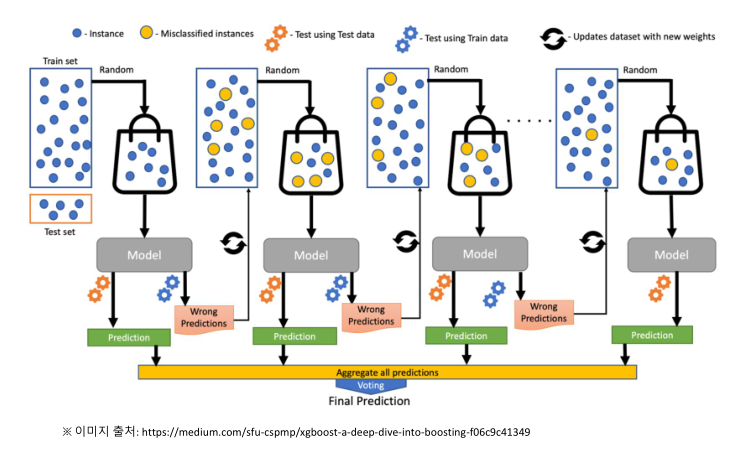 - Instance
- Misclassified instances
- Test using Test data
- Test using Train data
- Updates dataset with new weights
Train set
Random
Random
Random
Random
Test set
Model
Model
Model
Model
Wrong
Predictions
Wrong
Predictions
Wrong
Predictions
Prediction
Prediction
Prediction
Prediction
Aggregate all predictions
Voting
Final Prediction
※ 이미지 출처: https://medium.com/sfu-cspmp/xgboost-a-deep-dive-into-boosting-f06c9c41349